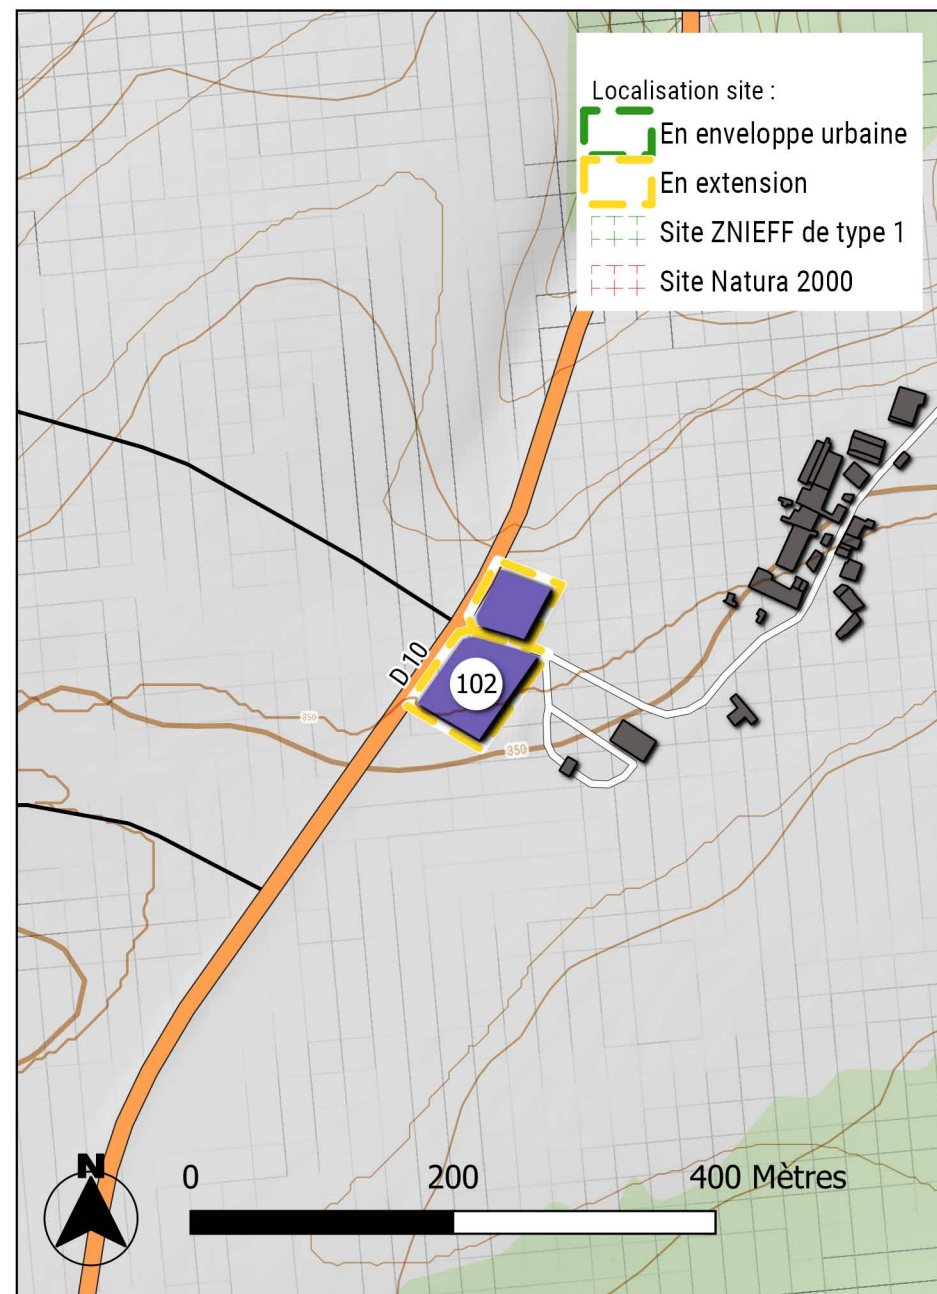 Localisation site :
En enveloppe urbaine
En extension
Site ZNIEFF de type 1
Site Natura 2000
D 10
102
350
350
N
0 200 400 Mètres